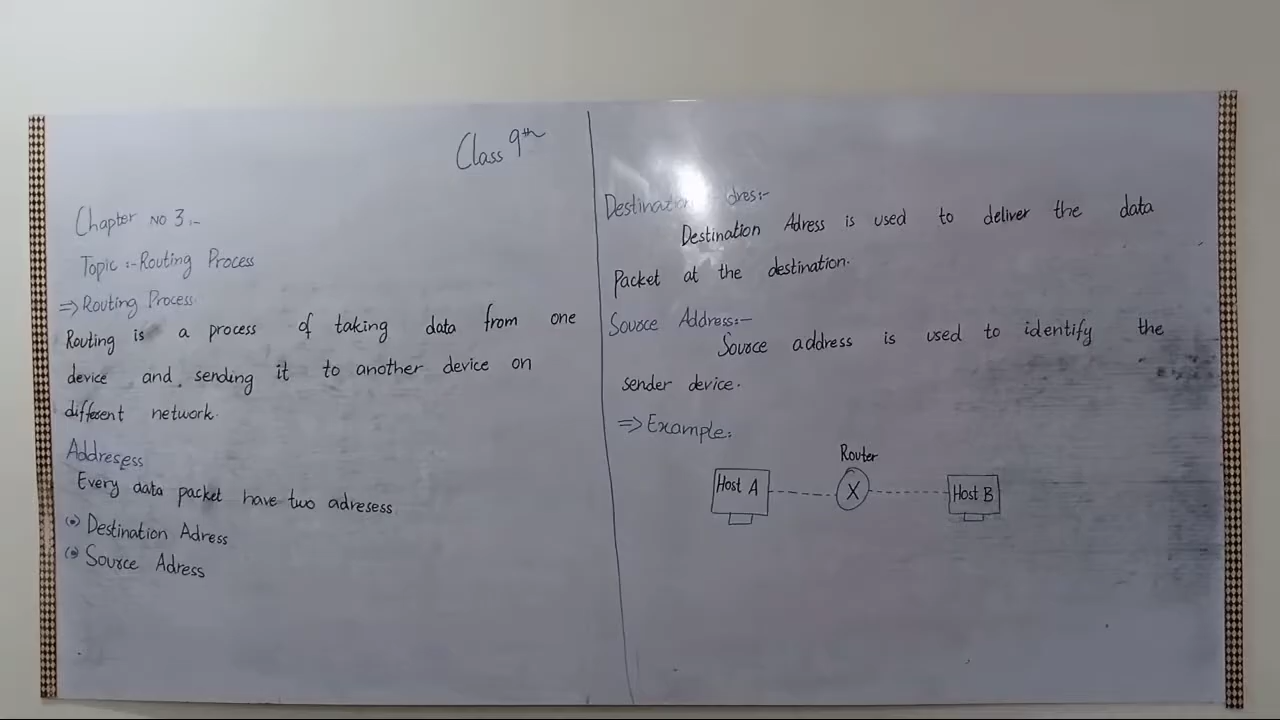 Class 9th
Chapter NO 3:-
Topic :- Routing Process
⇒ Routing Process.
Routing is a process of taking data from one
device and sending it to another device on
different network.
Addresess
Every data packet have two adresess
(•) Destination Adress
(•) Source Adress
Destination dres:-
Destination Adress is used to deliver the data
Packet at the destination.
Source Address:-
Source address is used to identify the
sender device.
⇒ Example:
Router
Host A X Host B